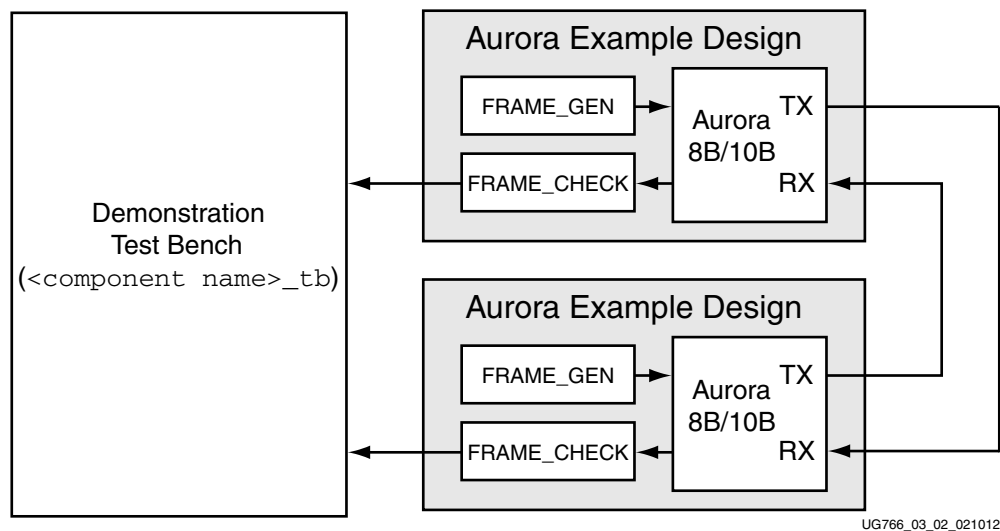 Aurora Example Design
FRAME_GEN
Aurora
8B/10B
TX
RX
FRAME_CHECK
Demonstration
Test Bench
(<component name>_tb)
Aurora Example Design
FRAME_GEN
Aurora
8B/10B
TX
RX
FRAME_CHECK
UG766_03_02_021012